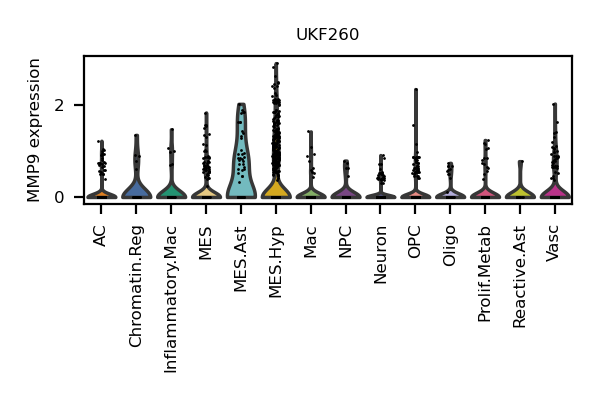 UKF260
MMP9 expression
2
0
AC
Chromatin.Reg
Inflammatory.Mac
MES
MES.Ast
MES.Hyp
Mac
NPC
Neuron
OPC
Oligo
Prolif.Metab
Reactive.Ast
Vasc